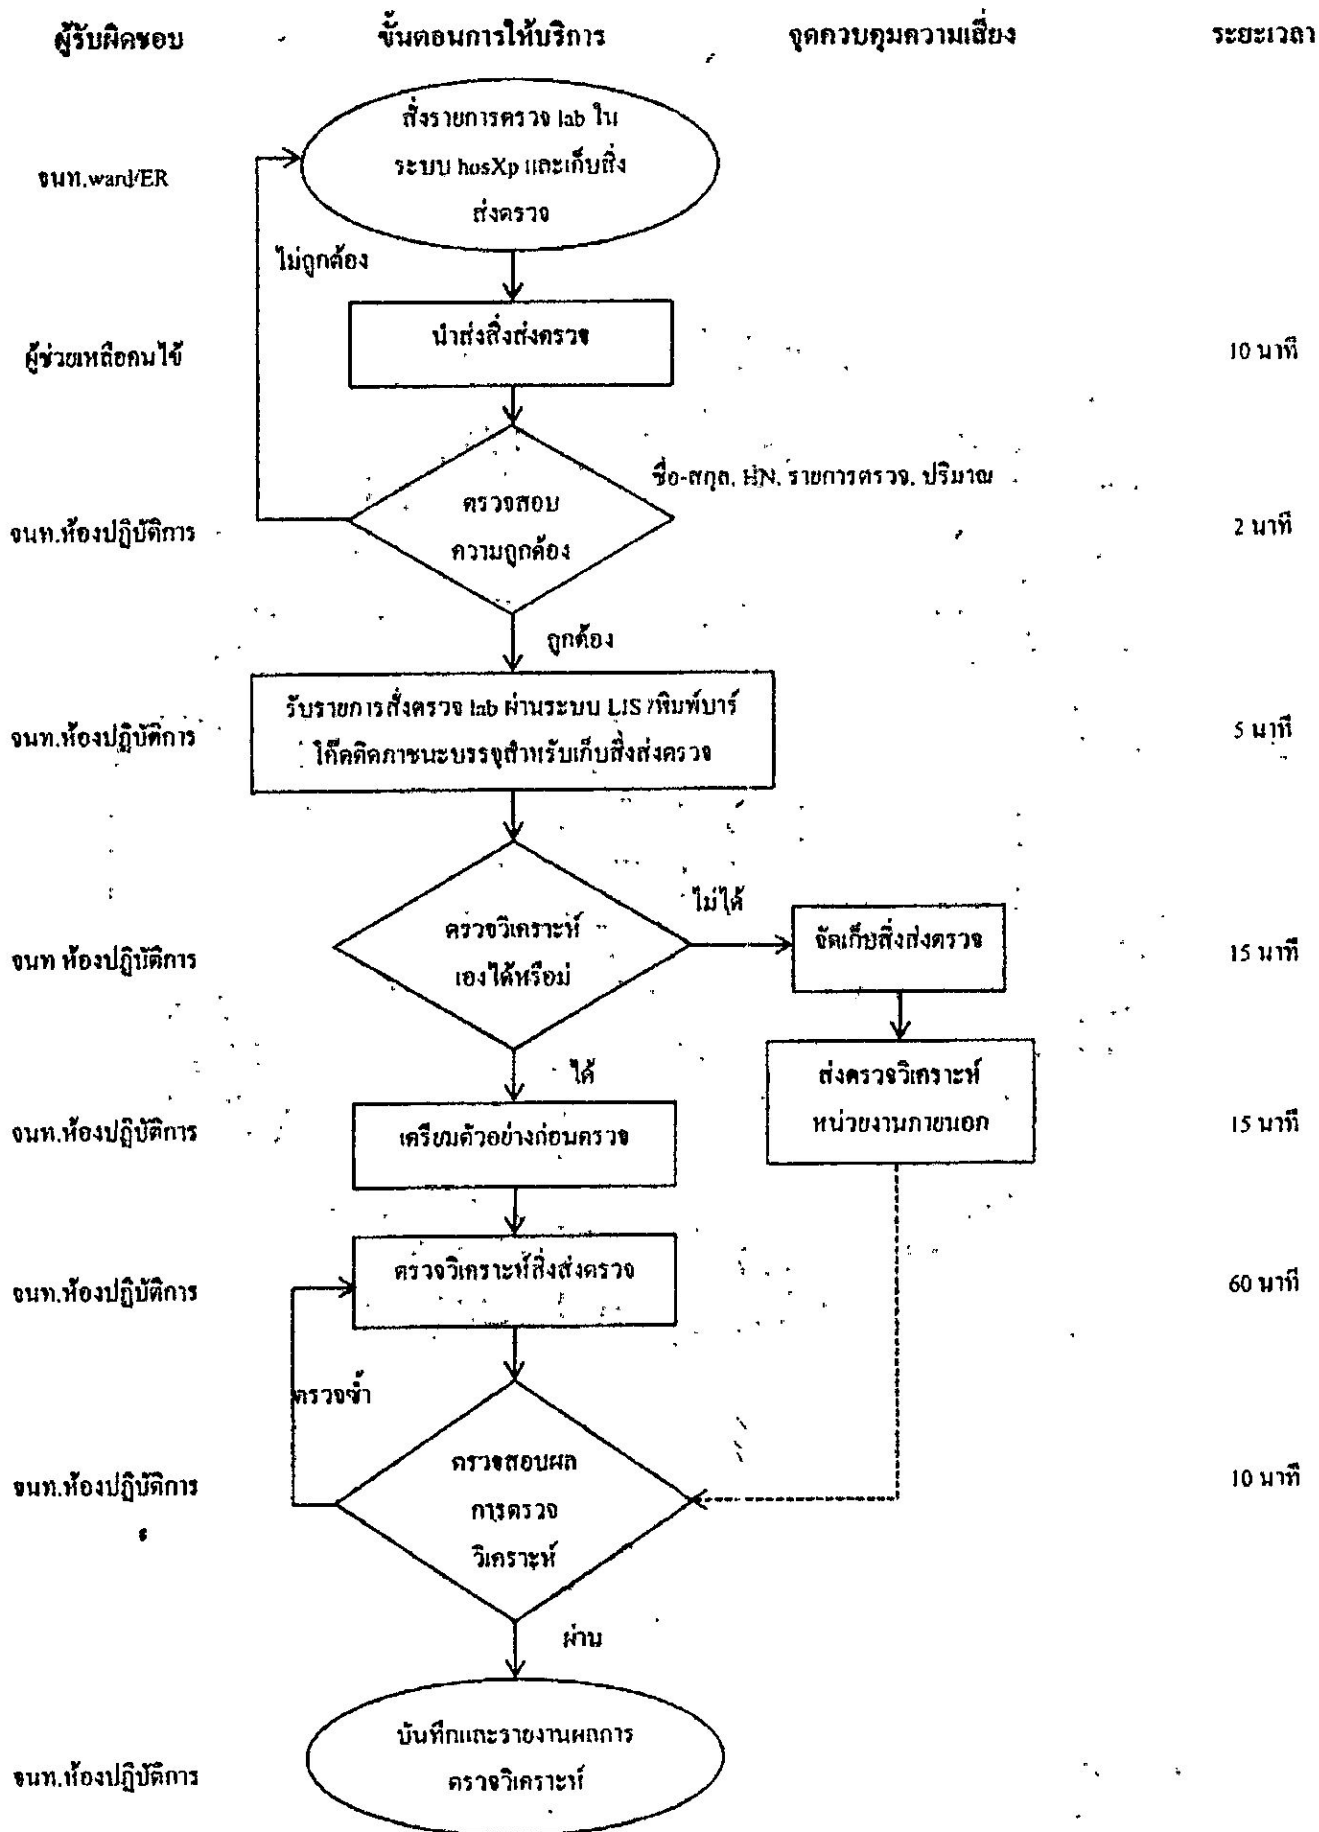 ผู้รับผิดชอบ ขั้นตอนการให้บริการ จุดควบคุมความเสี่ยง ระยะเวลา
สั่งรายการตรวจ lab ใน
ระบบ hosXp และเก็บสิ่ง
ส่งตรวจ
จนท.ward/ER
ไม่ถูกต้อง
นำส่งสิ่งส่งตรวจ
ผู้ช่วยเหลือคนไข้ 10 นาที
ชื่อ-สกุล, HN, รายการตรวจ, ปริมาณ
ตรวจสอบ
ความถูกต้อง
จนท.ห้องปฏิบัติการ 2 นาที
ถูกต้อง
รับรายการสั่งตรวจ lab ผ่านระบบ LIS /พิมพ์บาร์
โค๊ดติดภาชนะบรรจุสำหรับเก็บสิ่งส่งตรวจ
จนท.ห้องปฏิบัติการ 5 นาที
ไม่ได้
ตรวจวิเคราะห์
เองได้หรือม่
จัดเก็บสิ่งส่งตรวจ
จนท ห้องปฏิบัติการ 15 นาที
ได้
ส่งตรวจวิเคราะห์
หน่วยงานภายนอก
เตรียมตัวอย่างก่อนตรวจ
จนท.ห้องปฏิบัติการ 15 นาที
ตรวจวิเคราะห์สิ่งส่งตรวจ
จนท.ห้องปฏิบัติการ 60 นาที
ตรวจซ้ำ
ตรวจสอบผล
การตรวจ
วิเคราะห์
จนท.ห้องปฏิบัติการ 10 นาที
ผ่าน
บันทึกและรายงานผลการ
ตรวจวิเคราะห์
จนท.ห้องปฏิบัติการ